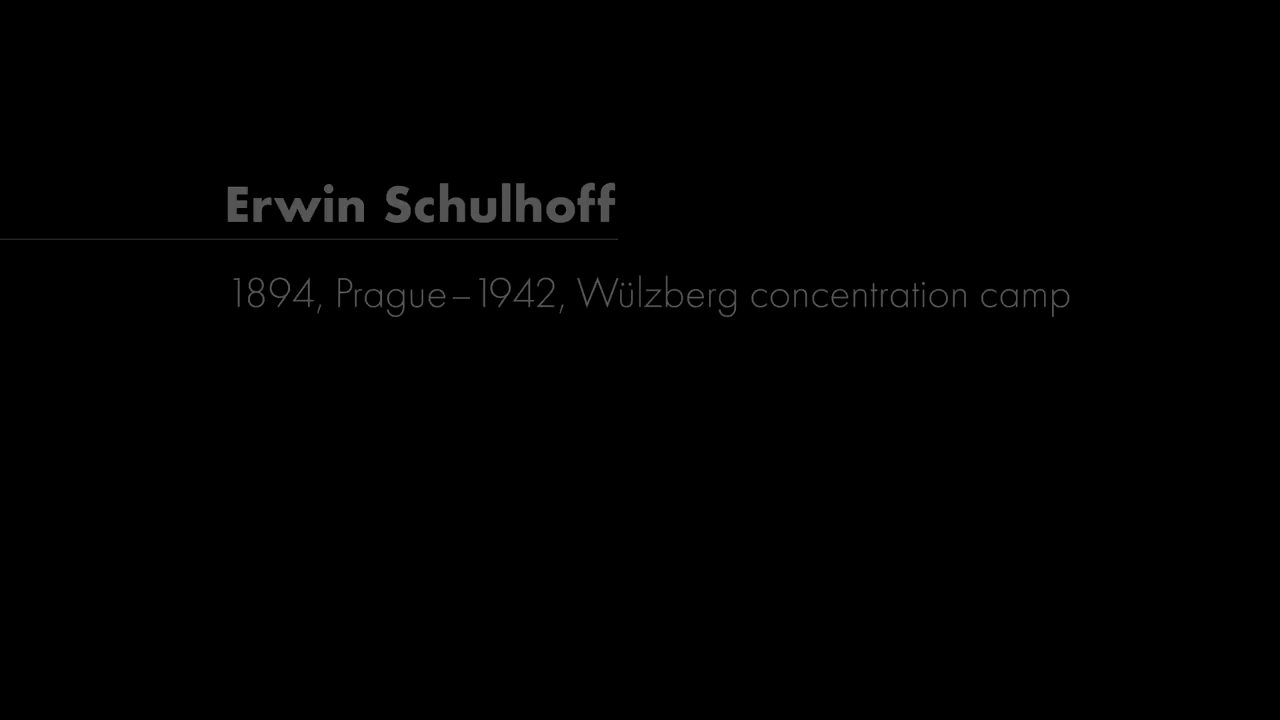 Erwin Schulhoff
1894, Prague – 1942, Wülzberg concentration camp